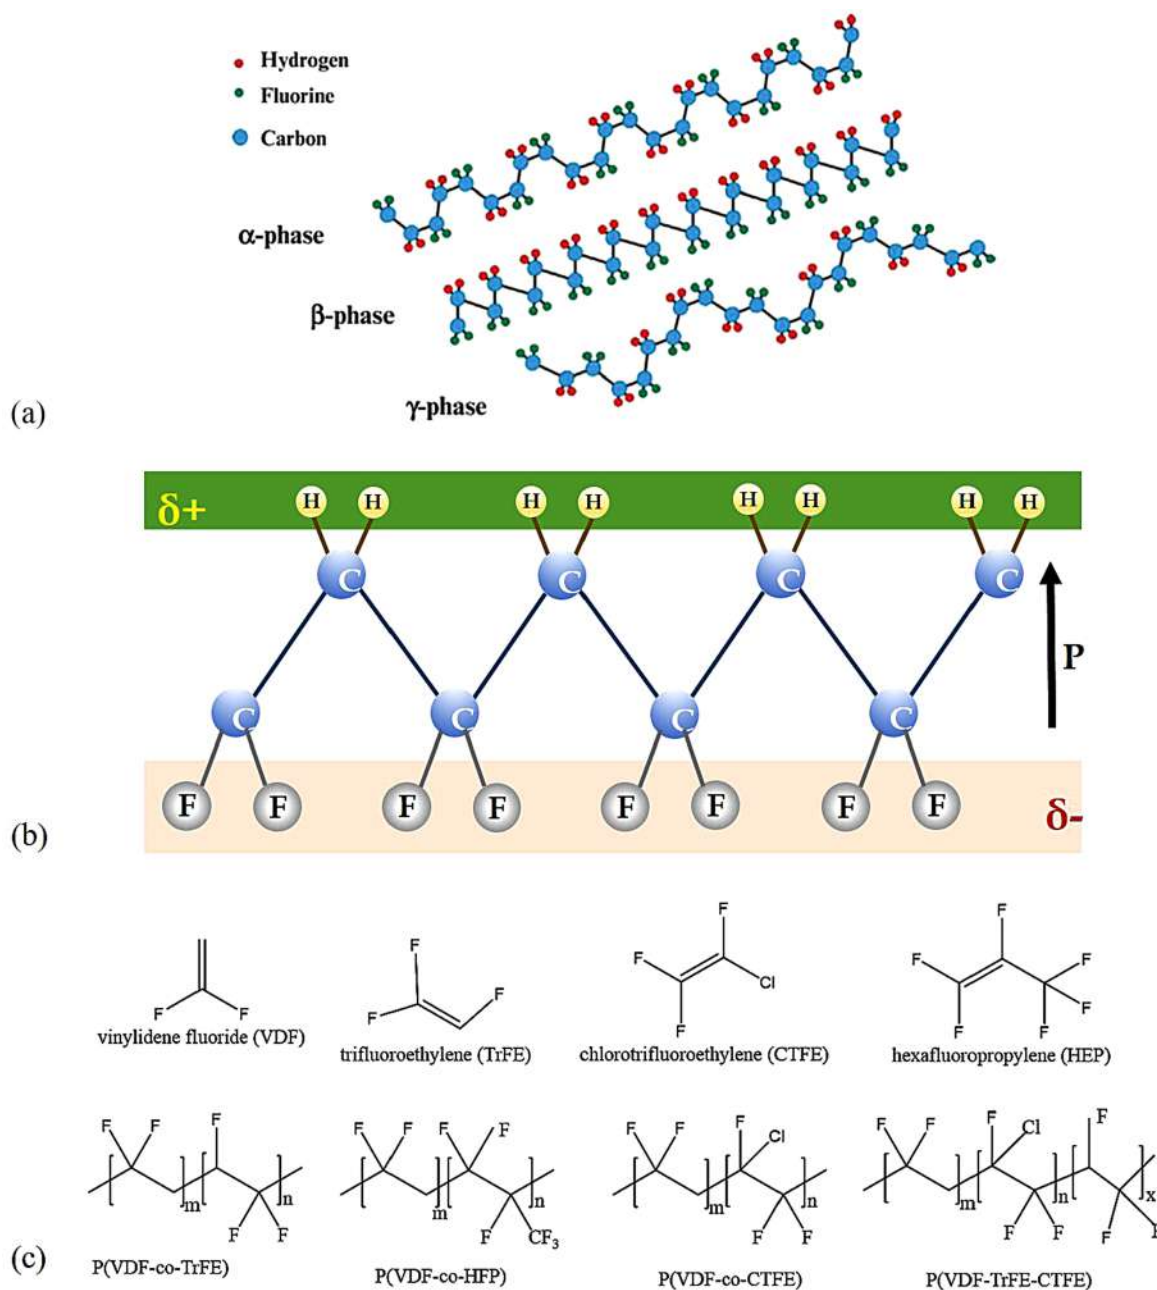 Hydrogen
Fluorine
Carbon
α-phase
β-phase
γ-phase
(a)
δ+
H H H H H H H H
C C C C
P
C C C C
F F F F F F F F
δ-
(b)
F F
vinylidene fluoride (VDF)
F F F
trifluoroethylene (TrFE)
F F Cl F
chlorotrifluoroethylene (CTFE)
F F F F F F
hexafluoropropylene (HEP)
F F F m n F F
P(VDF-co-TrFE)
F F F F m n F CF3
P(VDF-co-HFP)
F F F Cl m n F F
P(VDF-co-CTFE)
F F F Cl F m n x F F F F
P(VDF-TrFE-CTFE)
(c)